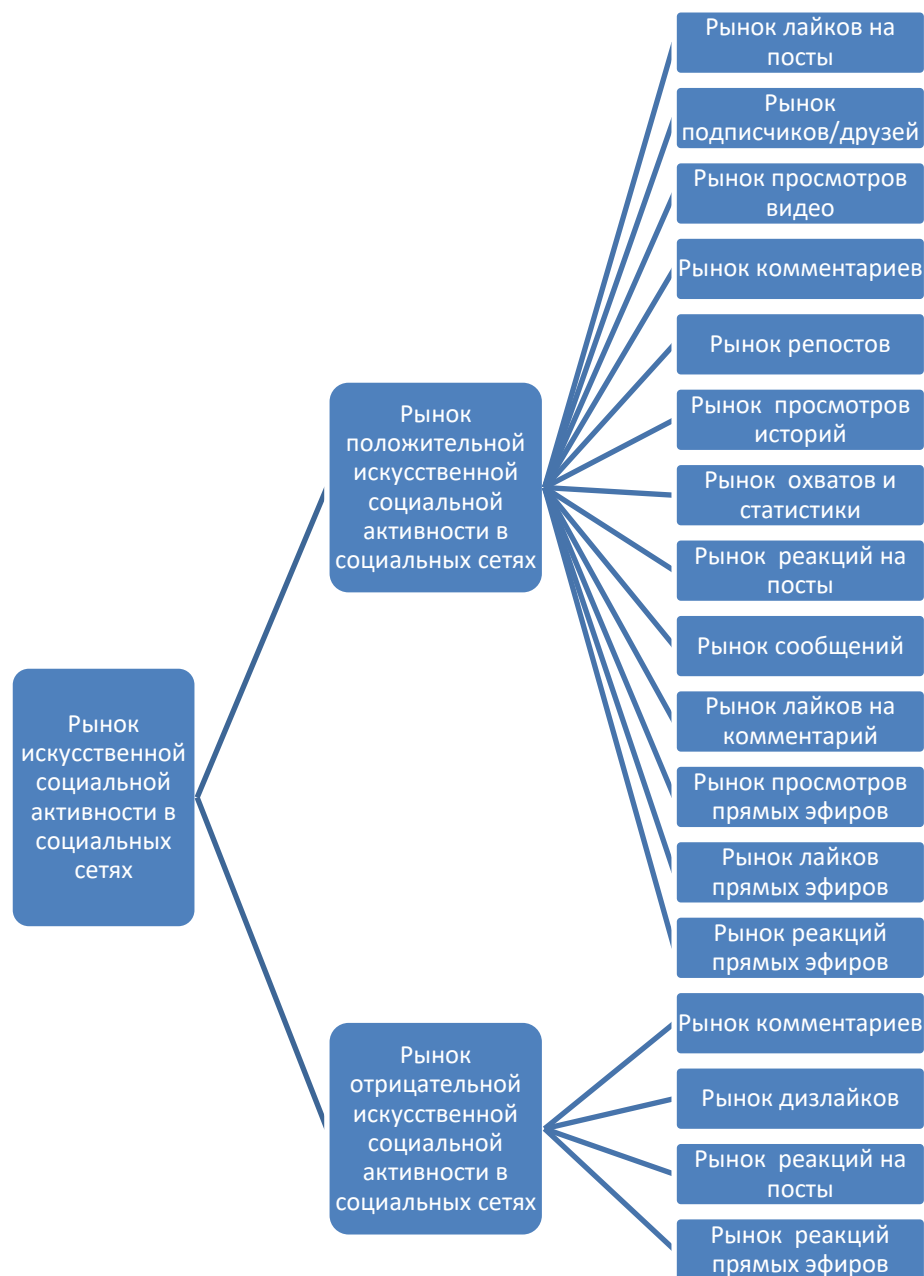 Рынок
искусственной
социальной
активности в
социальных
сетях
Рынок
положительной
искусственной
социальной
активности в
социальных сетях
Рынок лайков на
посты
Рынок
подписчиков/друзей
Рынок просмотров
видео
Рынок комментариев
Рынок репостов
Рынок просмотров
историй
Рынок охватов и
статистики
Рынок реакций на
посты
Рынок сообщений
Рынок лайков на
комментарий
Рынок просмотров
прямых эфиров
Рынок лайков
прямых эфиров
Рынок реакций
прямых эфиров
Рынок
отрицательной
искусственной
социальной
активности в
социальных сетях
Рынок комментариев
Рынок дизлайков
Рынок реакций на
посты
Рынок реакций
прямых эфиров